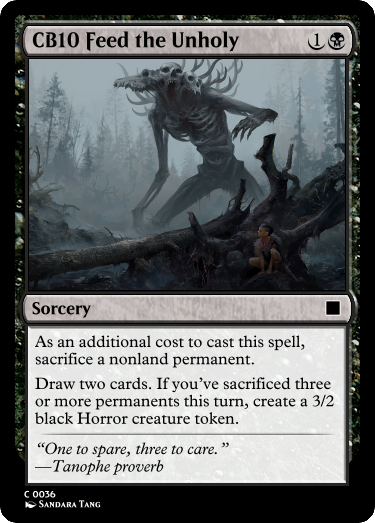 CB10 Feed the Unholy 1
Sorcery
As an additional cost to cast this spell,
sacrifice a nonland permanent.
Draw two cards. If you've sacrificed three
or more permanents this turn, create a 3/2
black Horror creature token.
“One to spare, three to care.”
—Tanophe proverb
C 0036
Sandara Tang